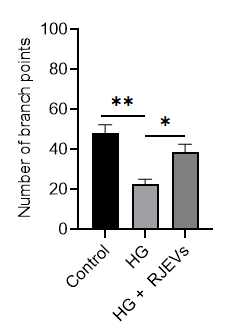 Number of branch points
100
80
60
40
20
0
**
*
Control
HG
HG + RJEVs